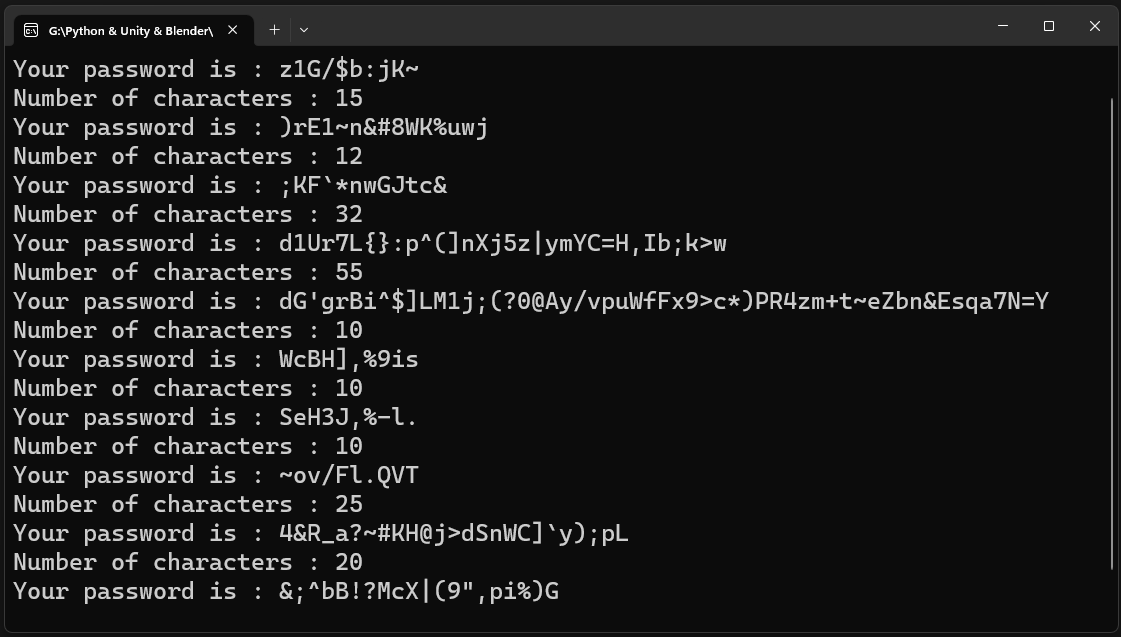 G:\Python & Unity & Blender\
Your password is : z1G/$b:jK~
Number of characters : 15
Your password is : )rE1~n&#8WK%uwj
Number of characters : 12
Your password is : ;KF`*nwGJtc&
Number of characters : 32
Your password is : d1Ur7L{}:p^(]nXj5z|ymYC=H,Ib;k>w
Number of characters : 55
Your password is : dG'grBi^$]LM1j;(?0@Ay/vpuWfFx9>c*)PR4zm+t~eZbn&Esqa7N=Y
Number of characters : 10
Your password is : WcBH],%9is
Number of characters : 10
Your password is : SeH3J,%-l.
Number of characters : 10
Your password is : ~ov/Fl.QVT
Number of characters : 25
Your password is : 4&R_a?~#KH@j>dSnWC]`y);pL
Number of characters : 20
Your password is : &;^bB!?McX|(9",pi%)G